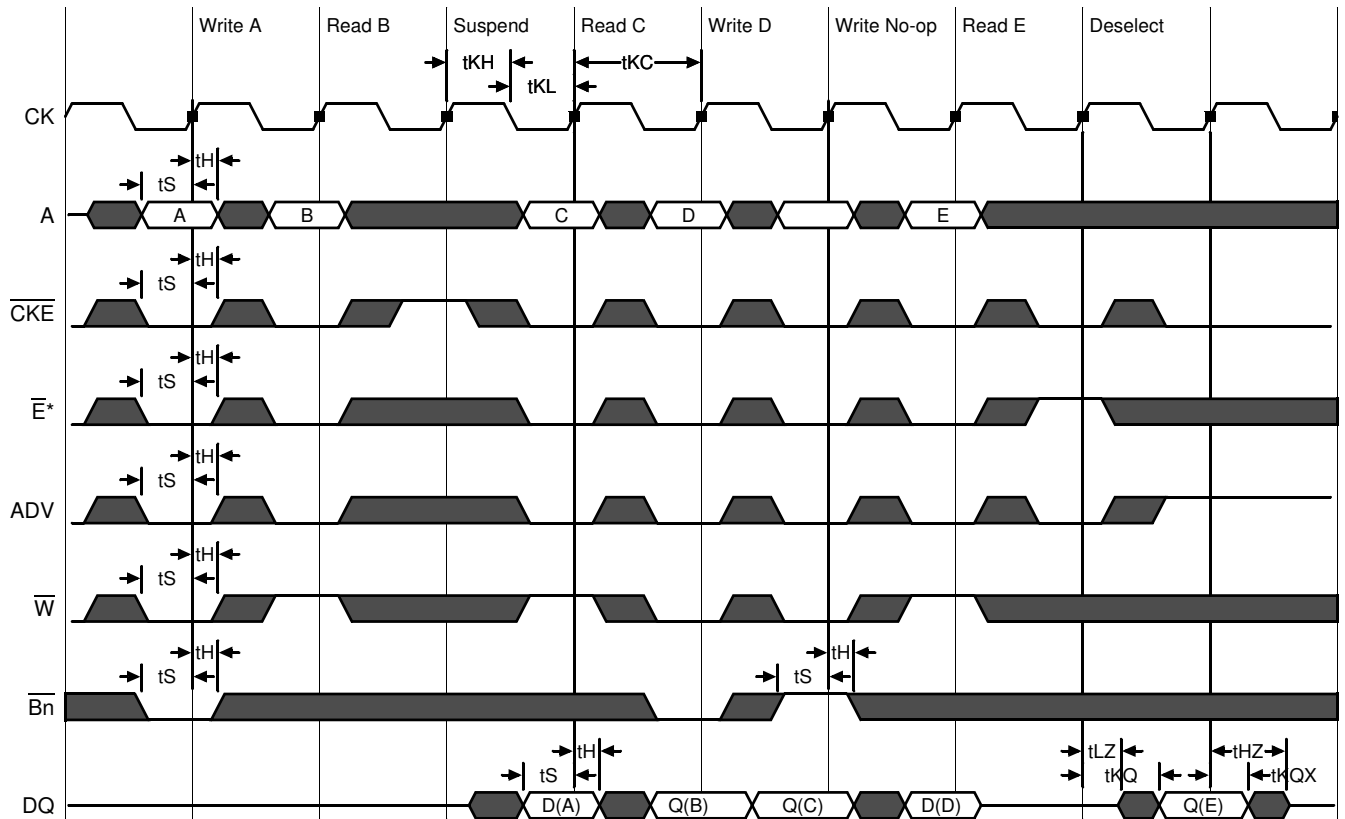 Write A Read B Suspend Read C Write D Write No-op Read E Deselect
tKH tKC
tKL
CK
tH
tS
A A B C D E
tH
tS
CKE
tH
tS
E*
tH
tS
ADV
tH
tS
W
tH tH
tS tS
Bn
tH tLZ tHZ
tS tKQ tKQX
DQ D(A) Q(B) Q(C) D(D) Q(E)